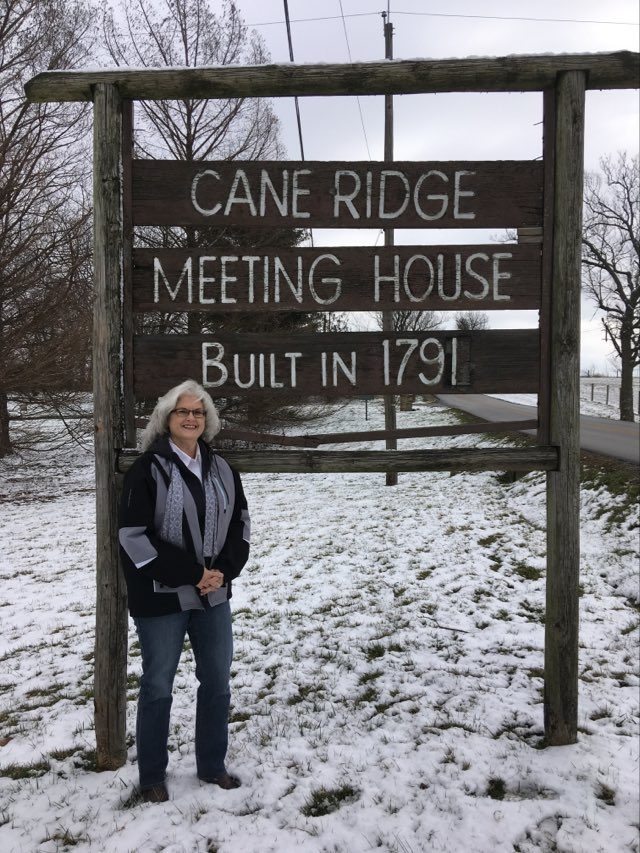 CANE RIDGE
MEETING HOUSE
BUILT IN 1791